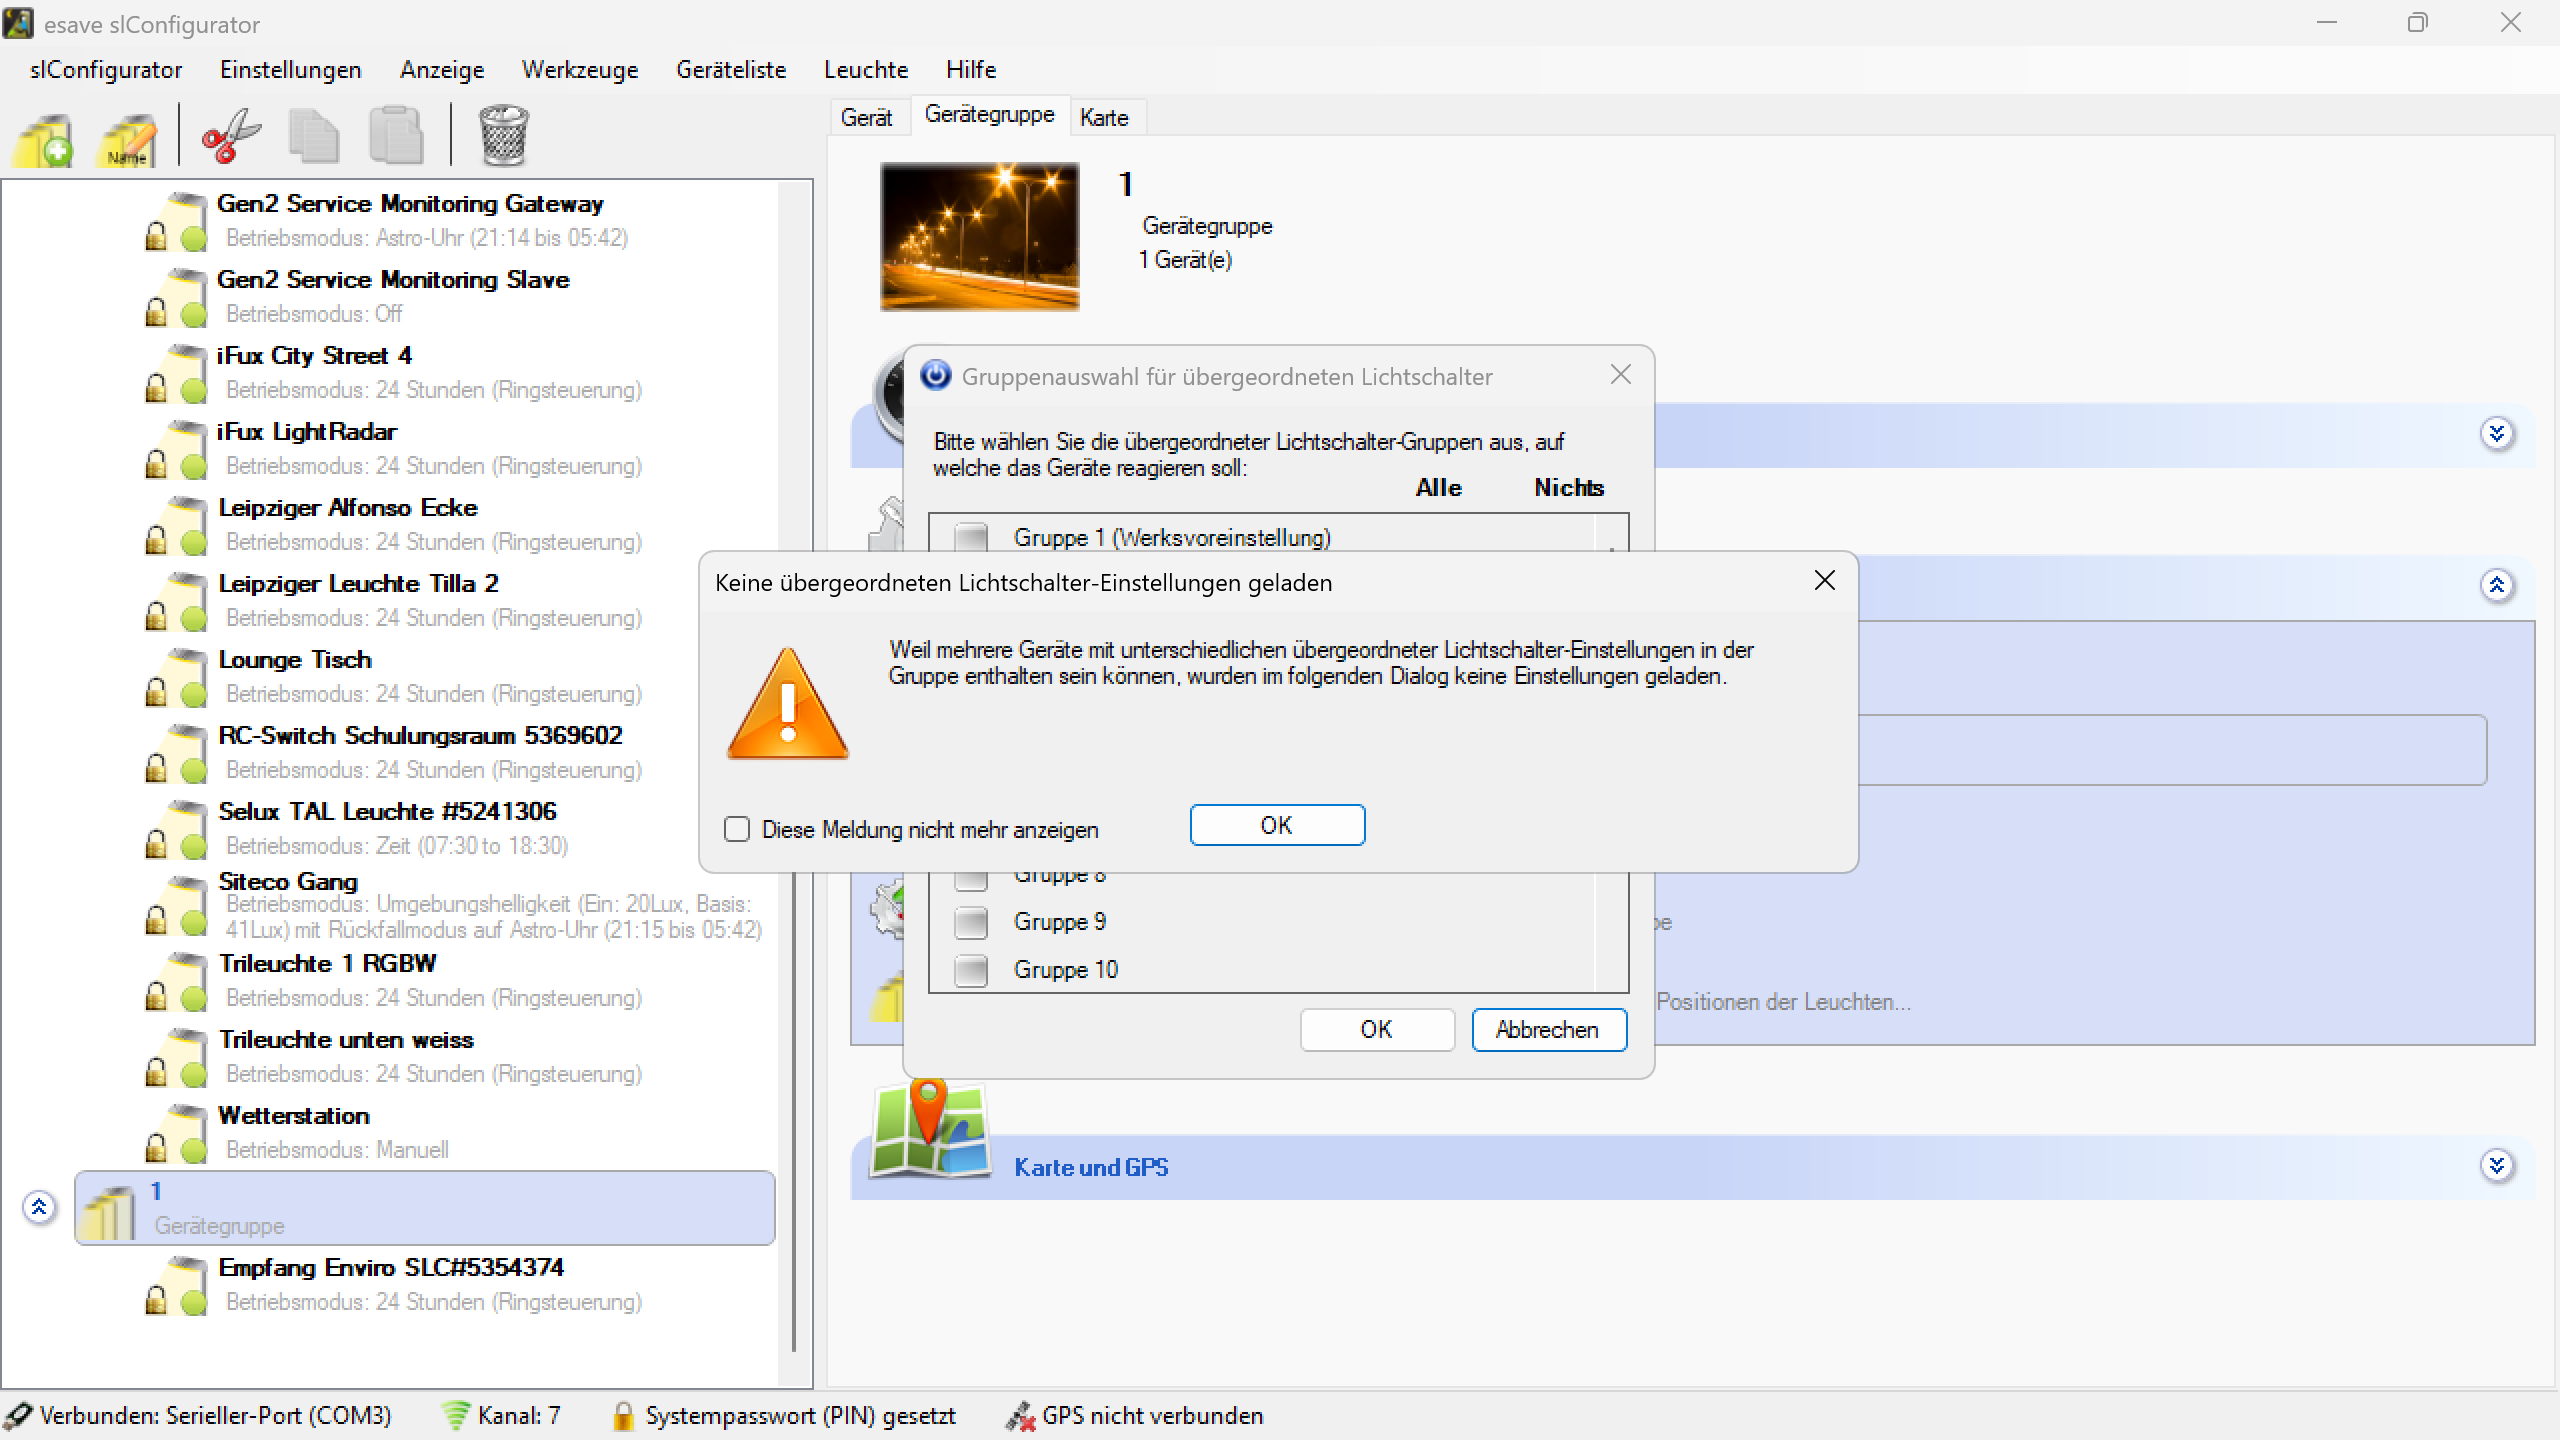 esave slConfigurator
slConfigurator Einstellungen Anzeige Werkzeuge Geräteliste Leuchte Hilfe
Name
Gerät Gerätegruppe Karte
Gen2 Service Monitoring Gateway
Betriebsmodus: Astro-Uhr (21:14 bis 05:42)
Gen2 Service Monitoring Slave
Betriebsmodus: Off
iFux City Street 4
Betriebsmodus: 24 Stunden (Ringsteuerung)
iFux LightRadar
Betriebsmodus: 24 Stunden (Ringsteuerung)
Leipziger Alfonso Ecke
Betriebsmodus: 24 Stunden (Ringsteuerung)
Leipziger Leuchte Tilla 2
Betriebsmodus: 24 Stunden (Ringsteuerung)
Lounge Tisch
Betriebsmodus: 24 Stunden (Ringsteuerung)
RC-Switch Schulungsraum 5369602
Betriebsmodus: 24 Stunden (Ringsteuerung)
Selux TAL Leuchte #5241306
Betriebsmodus: Zeit (07:30 to 18:30)
Siteco Gang
Betriebsmodus: Umgebungshelligkeit (Ein: 20Lux, Basis:
41Lux) mit Rückfallmodus auf Astro-Uhr (21:15 bis 05:42)
Trileuchte 1 RGBW
Betriebsmodus: 24 Stunden (Ringsteuerung)
Trileuchte unten weiss
Betriebsmodus: 24 Stunden (Ringsteuerung)
Wetterstation
Betriebsmodus: Manuell
1
Gerätegruppe
Empfang Enviro SLC#5354374
Betriebsmodus: 24 Stunden (Ringsteuerung)
1
Gerätegruppe
1 Gerät(e)
Gruppenauswahl für übergeordneten Lichtschalter
Bitte wählen Sie die übergeordneter Lichtschalter-Gruppen aus, auf
welche das Geräte reagieren soll:
Alle Nichts
Gruppe 1 (Werksvoreinstellung)
Keine übergeordneten Lichtschalter-Einstellungen geladen
Weil mehrere Geräte mit unterschiedlichen übergeordneter Lichtschalter-Einstellungen in der
Gruppe enthalten sein können, wurden im folgenden Dialog keine Einstellungen geladen.
Diese Meldung nicht mehr anzeigen
OK
Gruppe 8
Gruppe 9
Gruppe 10
OK Abbrechen
Positionen der Leuchten...
Karte und GPS
Verbunden: Serieller-Port (COM3) Kanal: 7 Systempasswort (PIN) gesetzt GPS nicht verbunden